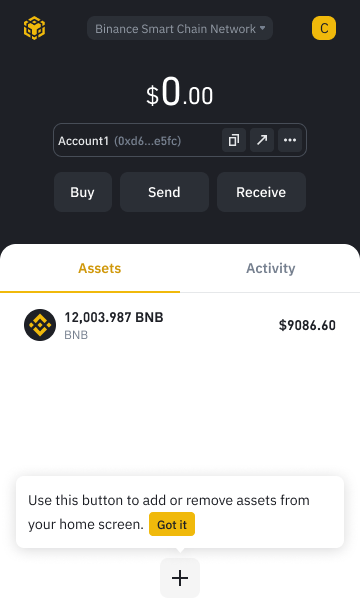 Binance Smart Chain Network
C
$0.00
Account1 (0xd6...e5fc)
Buy
Send
Receive
Assets
Activity
12,003.987 BNB
$9086.60
BNB
Use this button to add or remove assets from
your home screen. Got it